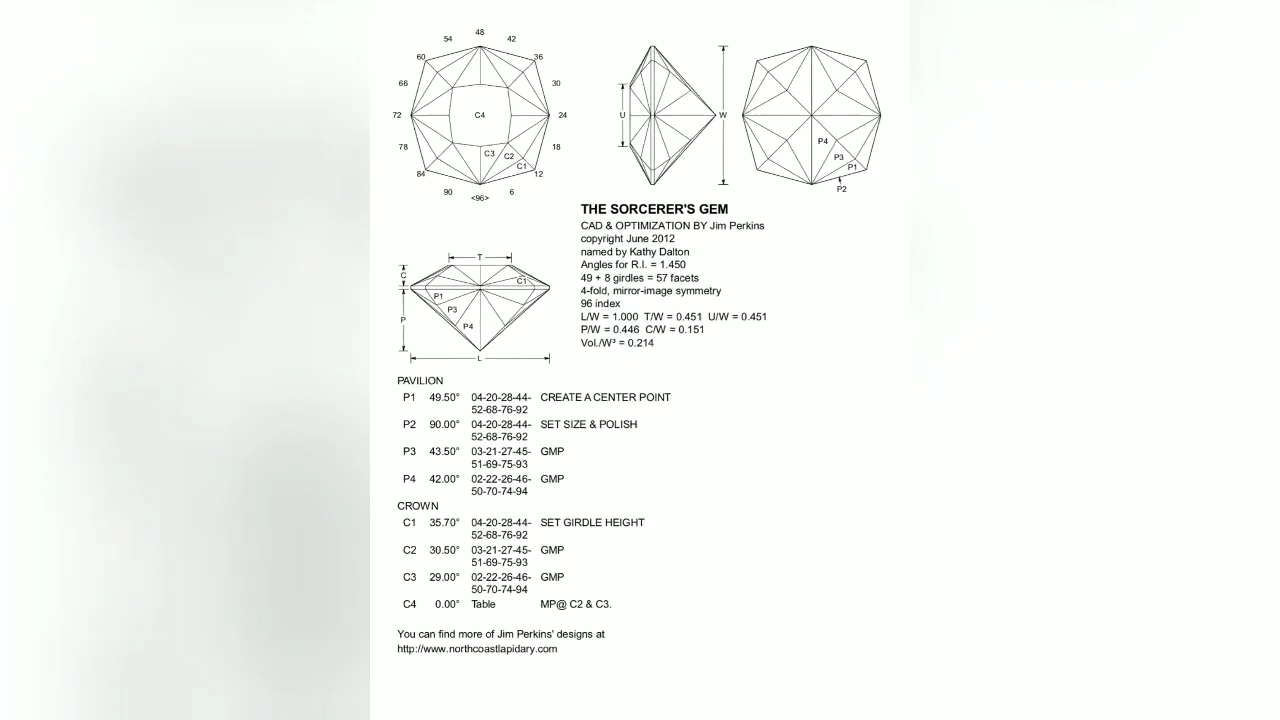 48
54 42
60 36
66 30
72 C4 24
78 18
C3 C2 C1
84 12
90 6
<96>
U W
P4
P3
P1
P2
THE SORCERER'S GEM
CAD & OPTIMIZATION BY Jim Perkins
copyright June 2012
named by Kathy Dalton
Angles for R.I. = 1.450
49 + 8 girdles = 57 facets
4-fold, mirror-image symmetry
96 index
L/W = 1.000 T/W = 0.451 U/W = 0.451
P/W = 0.446 C/W = 0.151
Vol./W³ = 0.214
T
C C1
P1
P3
P P4
L
PAVILION
P1 49.50° 04-20-28-44- CREATE A CENTER POINT
52-68-76-92
P2 90.00° 04-20-28-44- SET SIZE & POLISH
52-68-76-92
P3 43.50° 03-21-27-45- GMP
51-69-75-93
P4 42.00° 02-22-26-46- GMP
50-70-74-94
CROWN
C1 35.70° 04-20-28-44- SET GIRDLE HEIGHT
52-68-76-92
C2 30.50° 03-21-27-45- GMP
51-69-75-93
C3 29.00° 02-22-26-46- GMP
50-70-74-94
C4 0.00° Table MP@ C2 & C3.
You can find more of Jim Perkins' designs at
http://www.northcoastlapidary.com